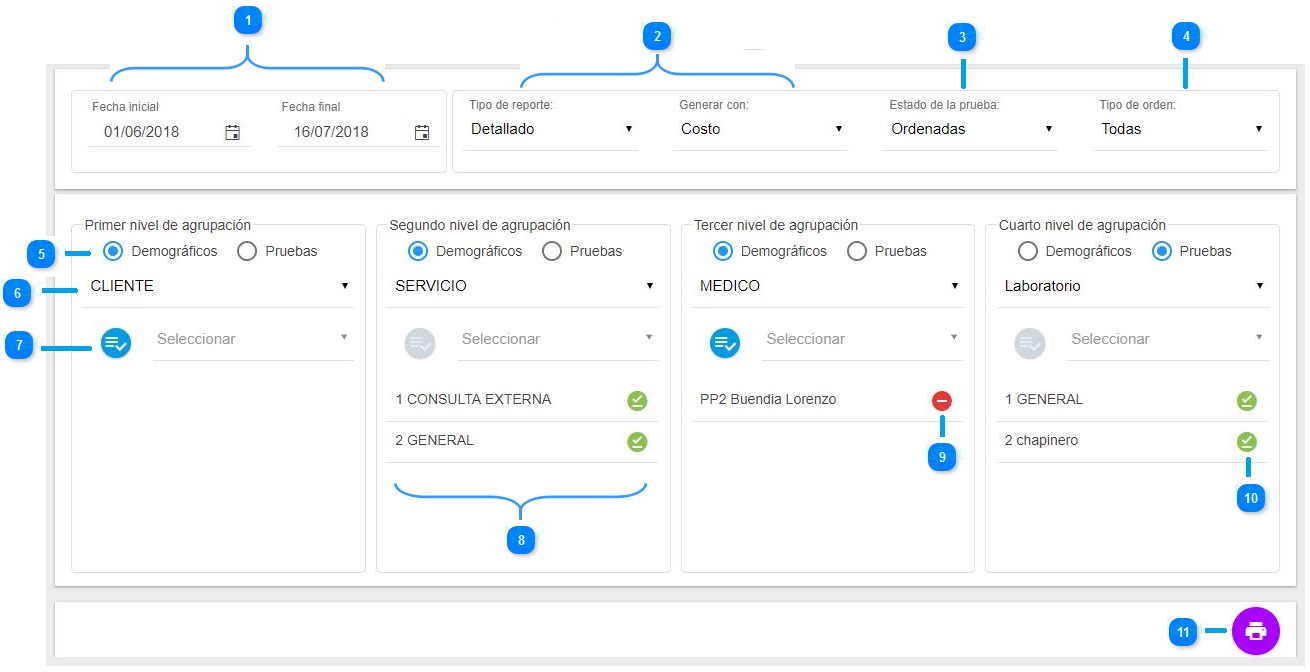 1
2
3
4
Fecha inicial
Fecha final
Tipo de reporte:
Generar con:
Estado de la prueba:
Tipo de orden:
01/06/2018
16/07/2018
Detallado
Costo
Ordenadas
Todas
Primer nivel de agrupación
Segundo nivel de agrupación
Tercer nivel de agrupación
Cuarto nivel de agrupación
5
Demográficos
Pruebas
Demográficos
Pruebas
Demográficos
Pruebas
Demográficos
Pruebas
6
CLIENTE
SERVICIO
MEDICO
Laboratorio
7
Seleccionar
Seleccionar
Seleccionar
Seleccionar
1 CONSULTA EXTERNA
PP2 Buendia Lorenzo
1 GENERAL
2 GENERAL
2 chapinero
9
10
8
11